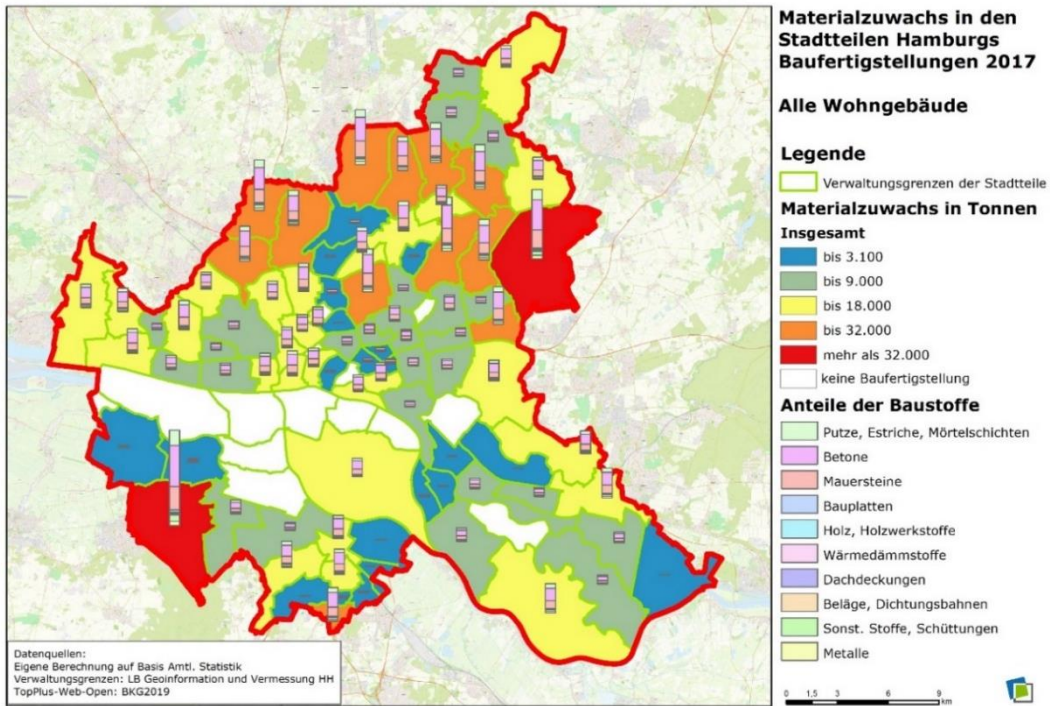 Materialzuwachs in den
Stadtteilen Hamburgs
Baufertigstellungen 2017
Alle Wohngebäude
Legende
Verwaltungsgrenzen der Stadtteile
Materialzuwachs in Tonnen
Insgesamt
bis 3.100
bis 9.000
bis 18.000
bis 32.000
mehr als 32.000
keine Baufertigstellung
Anteile der Baustoffe
Putze, Estriche, Mörtelschichten
Betone
Mauersteine
Bauplatten
Holz, Holzwerkstoffe
Wärmedämmstoffe
Dachdeckungen
Beläge, Dichtungsbahnen
Sonst. Stoffe, Schüttungen
Metalle
0 1,5 3 6 9
km
Datenquellen:
Eigene Berechnung auf Basis Amtl. Statistik
Verwaltungsgrenzen: LB Geoinformation und Vermessung HH
TopPlus-Web-Open: BKG2019